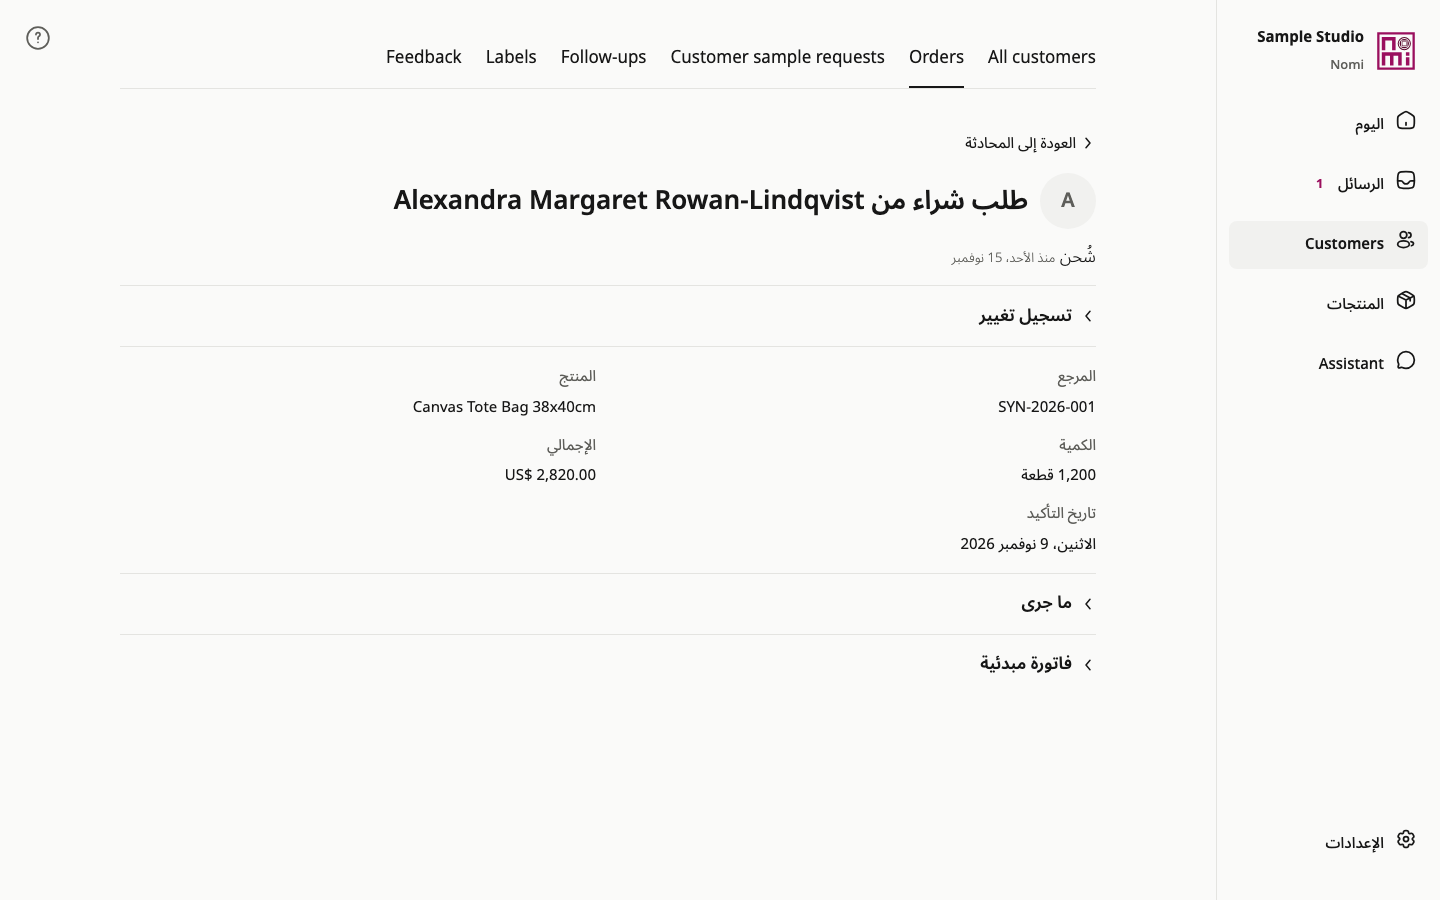 Sample Studio
Nomi
اليوم
الرسائل 1
Customers
المنتجات
Assistant
الإعدادات
All customers Orders Customer sample requests Follow-ups Labels Feedback
العودة إلى المحادثة
A
طلب شراء من Alexandra Margaret Rowan-Lindqvist
شُحن منذ الأحد، 15 نوفمبر
تسجيل تغيير
المرجع
SYN-2026-001
المنتج
Canvas Tote Bag 38x40cm
الكمية
1,200 قطعة
الإجمالي
US$ 2,820.00
تاريخ التأكيد
الاثنين، 9 نوفمبر 2026
ما جرى
فاتورة مبدئية